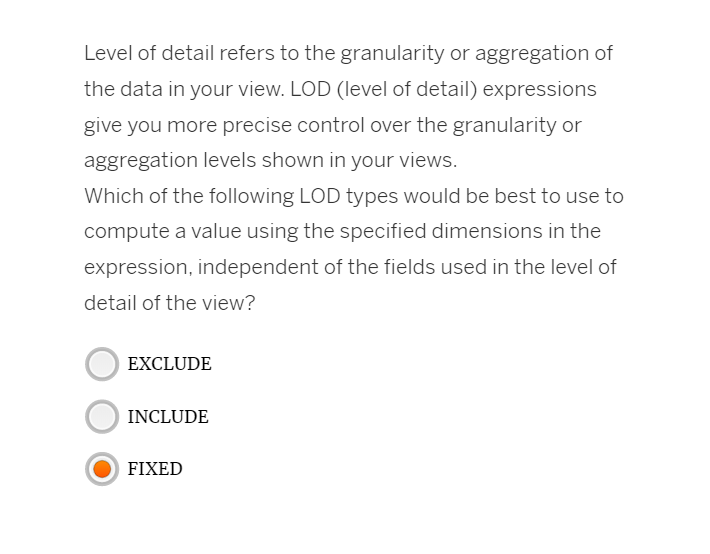 Level of detail refers to the granularity or aggregation of
the data in your view. LOD (level of detail) expressions
give you more precise control over the granularity or
aggregation levels shown in your views.
Which of the following LOD types would be best to use to
compute a value using the specified dimensions in the
expression, independent of the fields used in the level of
detail of the view?
EXCLUDE
INCLUDE
FIXED